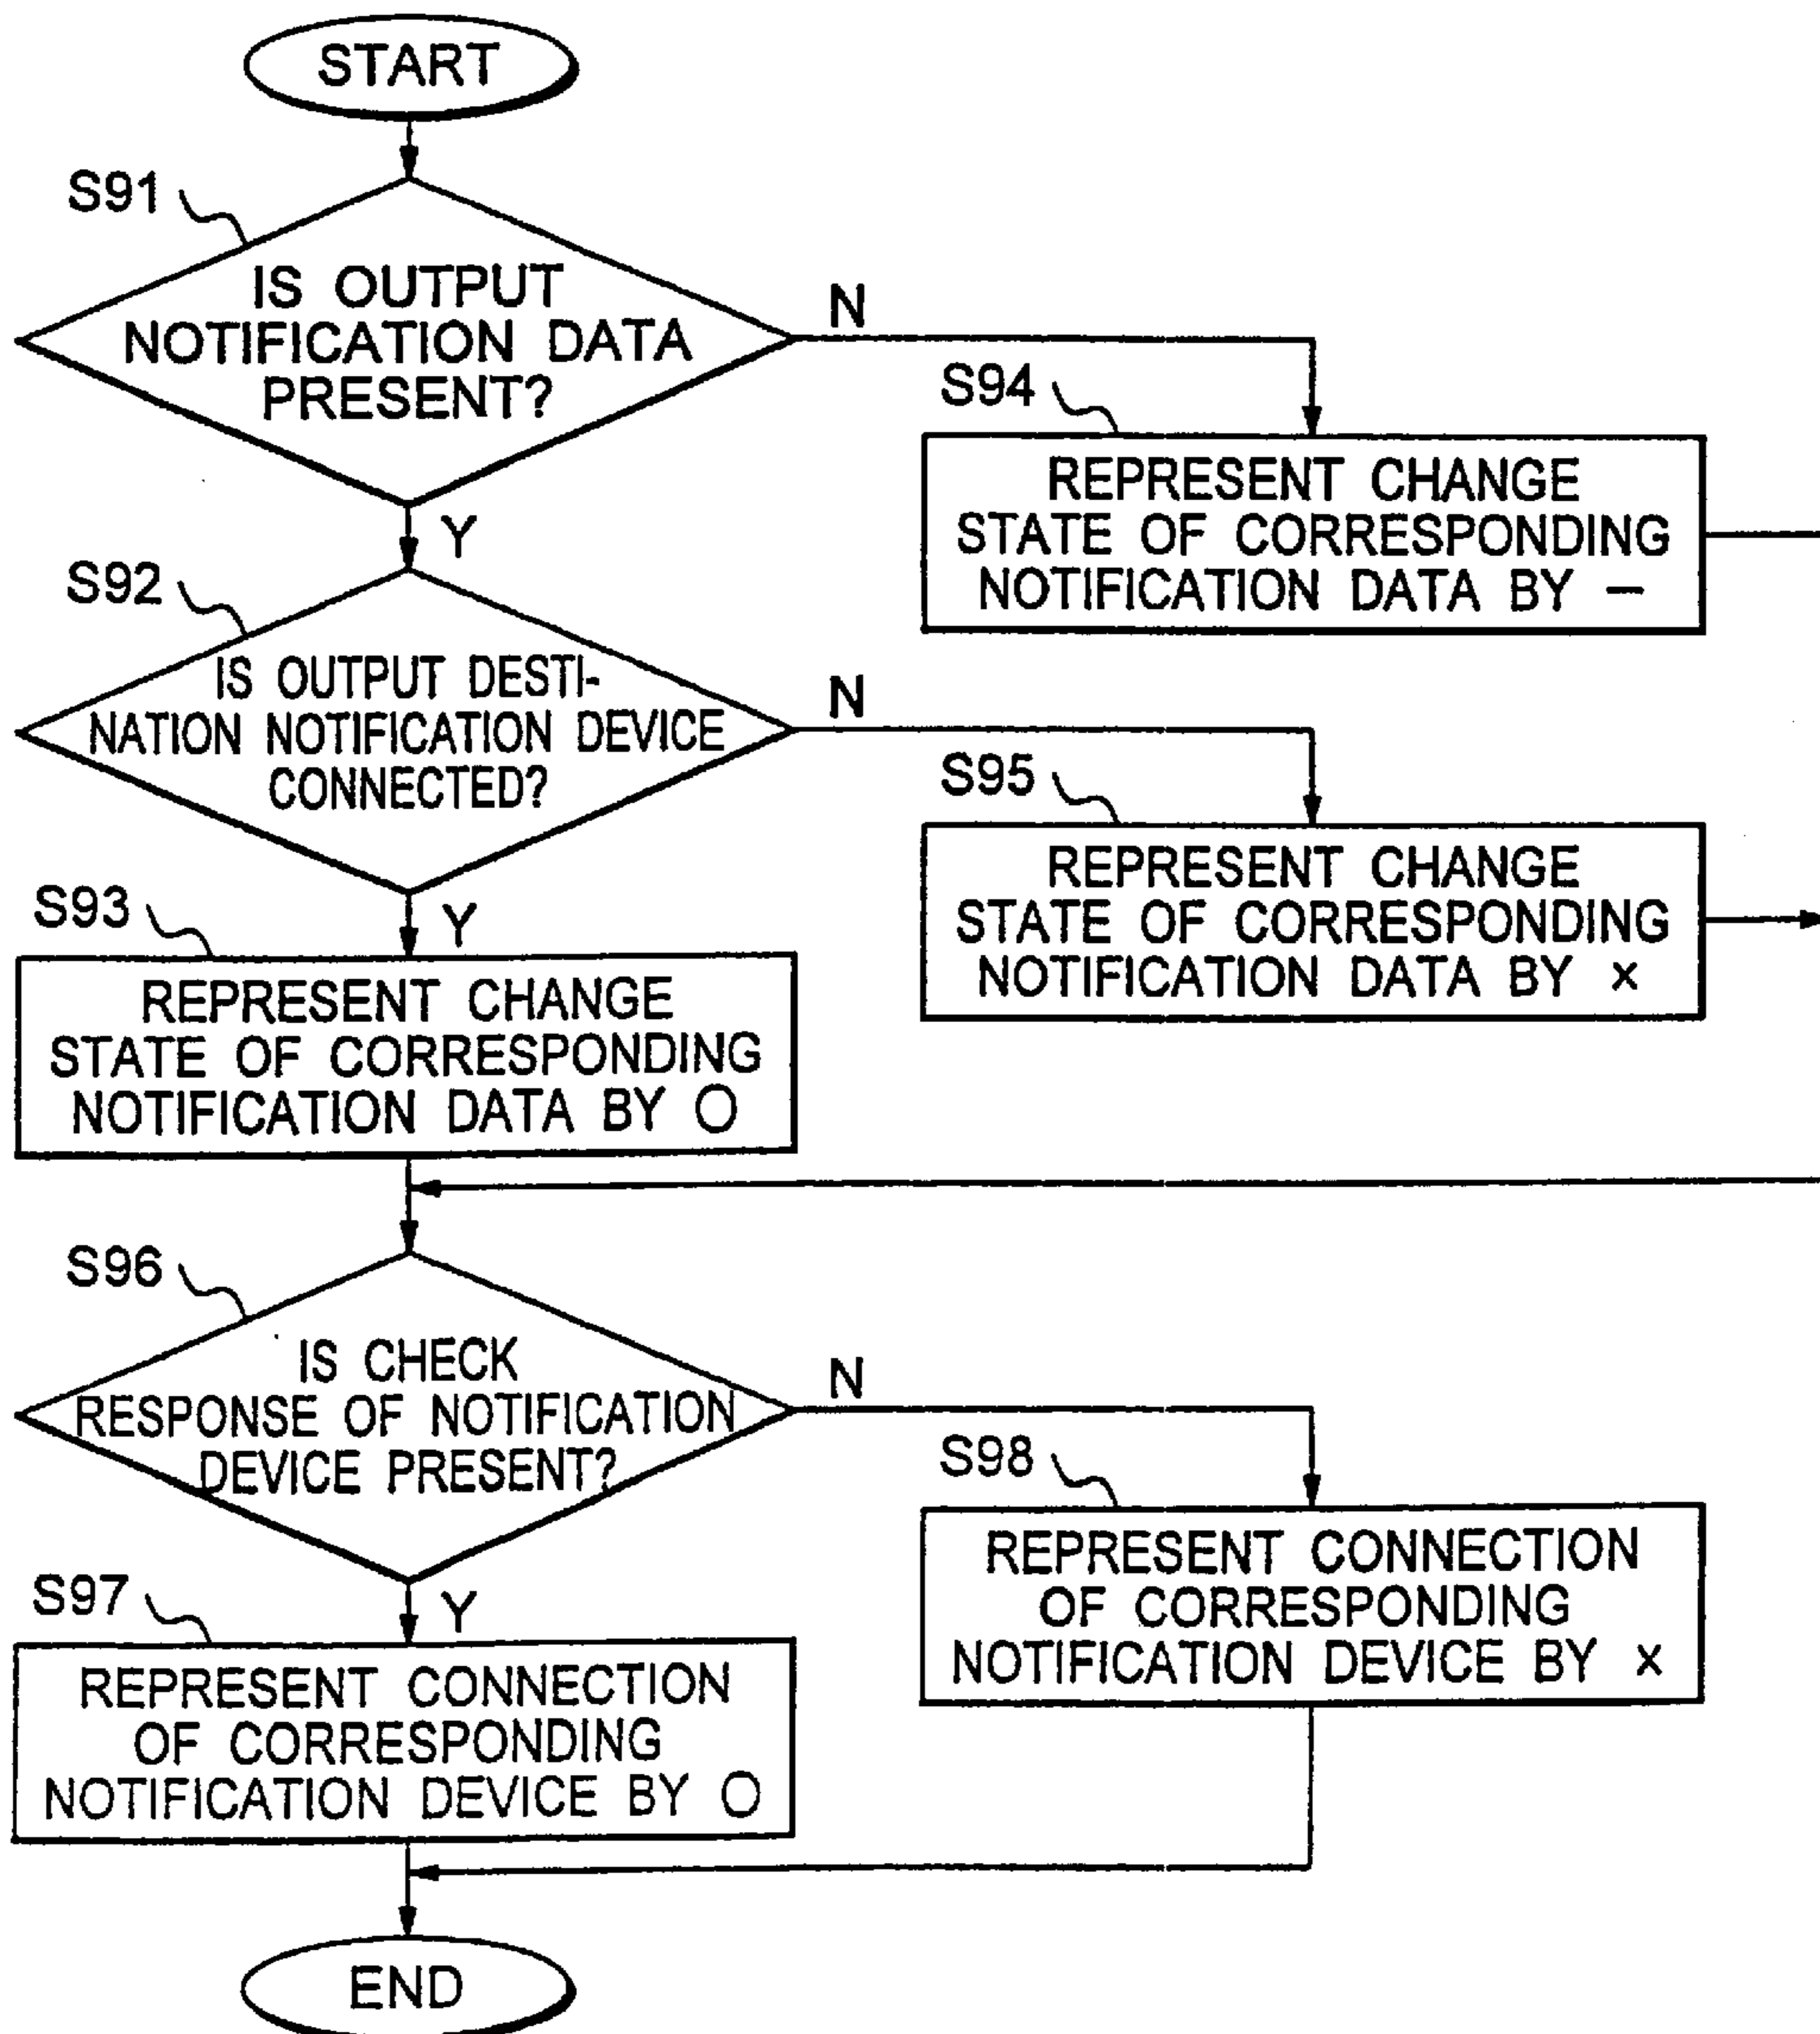 START
S91
IS OUTPUT
NOTIFICATION DATA
PRESENT?
N
Y
S94
REPRESENT CHANGE
STATE OF CORRESPONDING
NOTIFICATION DATA BY —
S92
IS OUTPUT DESTI-
NATION NOTIFICATION DEVICE
CONNECTED?
N
Y
S95
REPRESENT CHANGE
STATE OF CORRESPONDING
NOTIFICATION DATA BY ×
S93
REPRESENT CHANGE
STATE OF CORRESPONDING
NOTIFICATION DATA BY ○
S96
IS CHECK
RESPONSE OF NOTIFICATION
DEVICE PRESENT?
N
Y
S98
REPRESENT CONNECTION
OF CORRESPONDING
NOTIFICATION DEVICE BY ×
S97
REPRESENT CONNECTION
OF CORRESPONDING
NOTIFICATION DEVICE BY ○
END